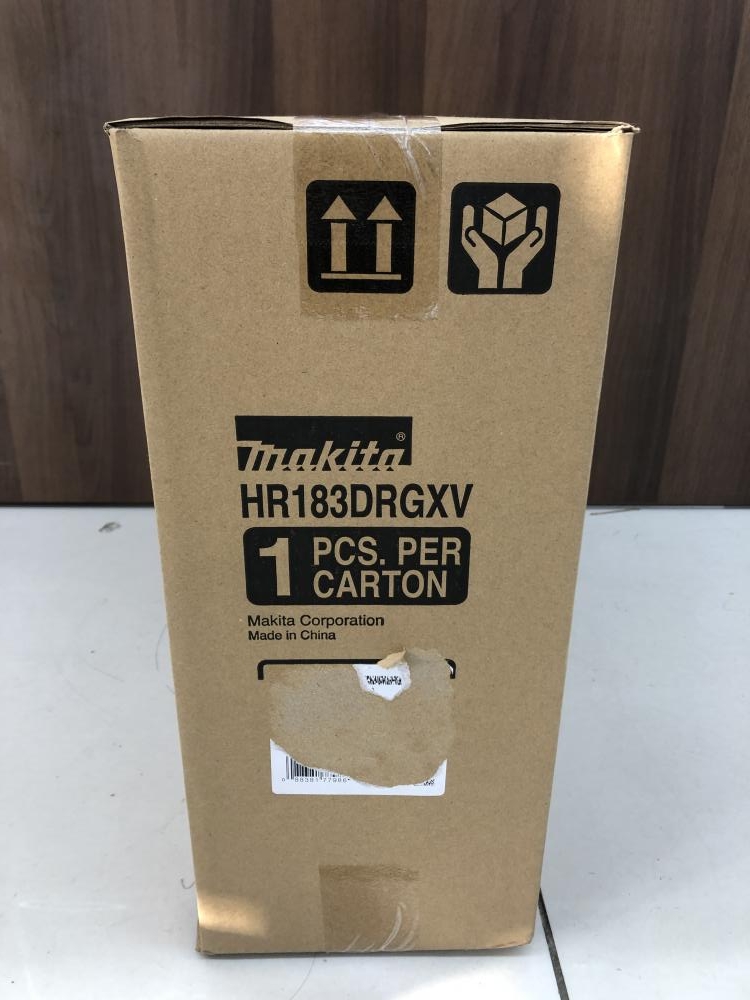 makita®
HR183DRGXV
1 PCS. PER
CARTON
Makita Corporation
Made in China